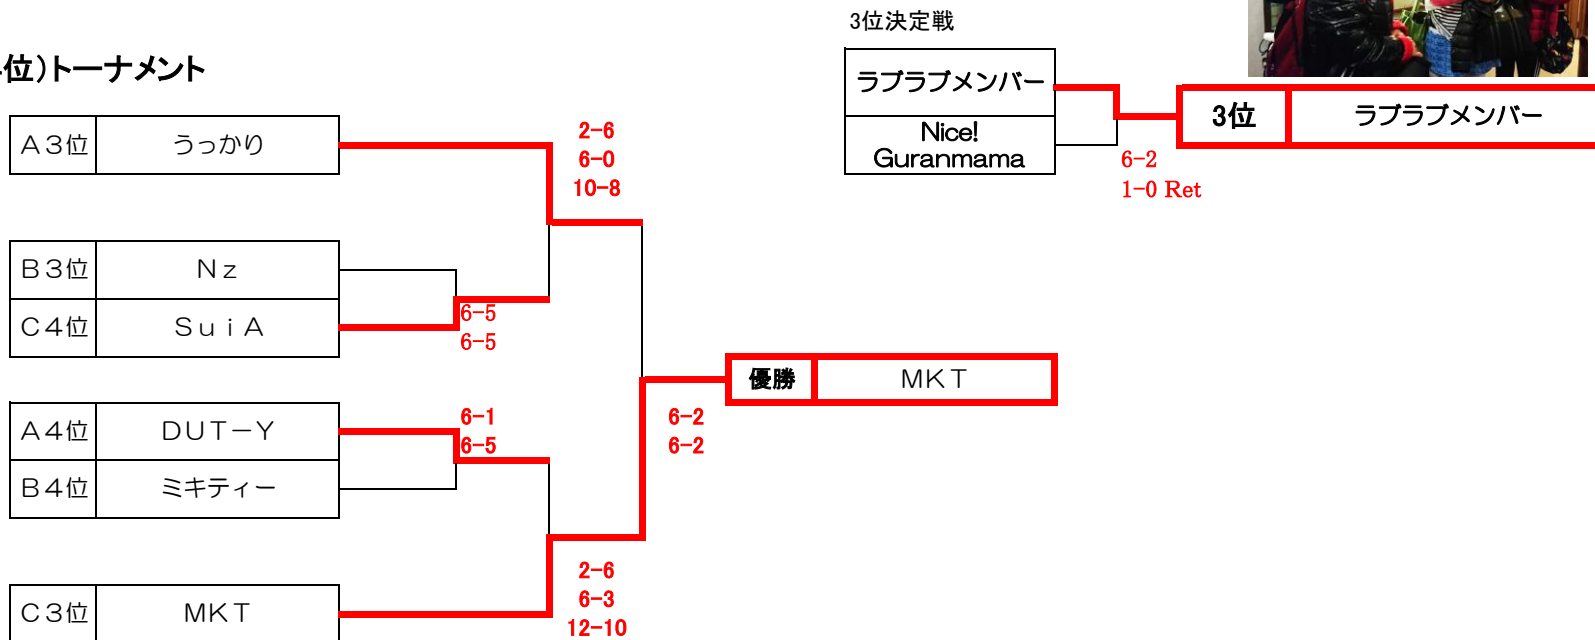 3位決定戦
位)トーナメント
ラブラブメンバー
3位 ラブラブメンバー
Nice!
Guranmama
6-2
1-0 Ret
A3位 うっかり
2-6
6-0
10-8
B3位 Nz
C4位 SuiA
6-5
6-5
優勝 MKT
A4位 DUT-Y
6-1
6-5
B4位 ミキティー
6-2
6-2
2-6
6-3
12-10
C3位 MKT